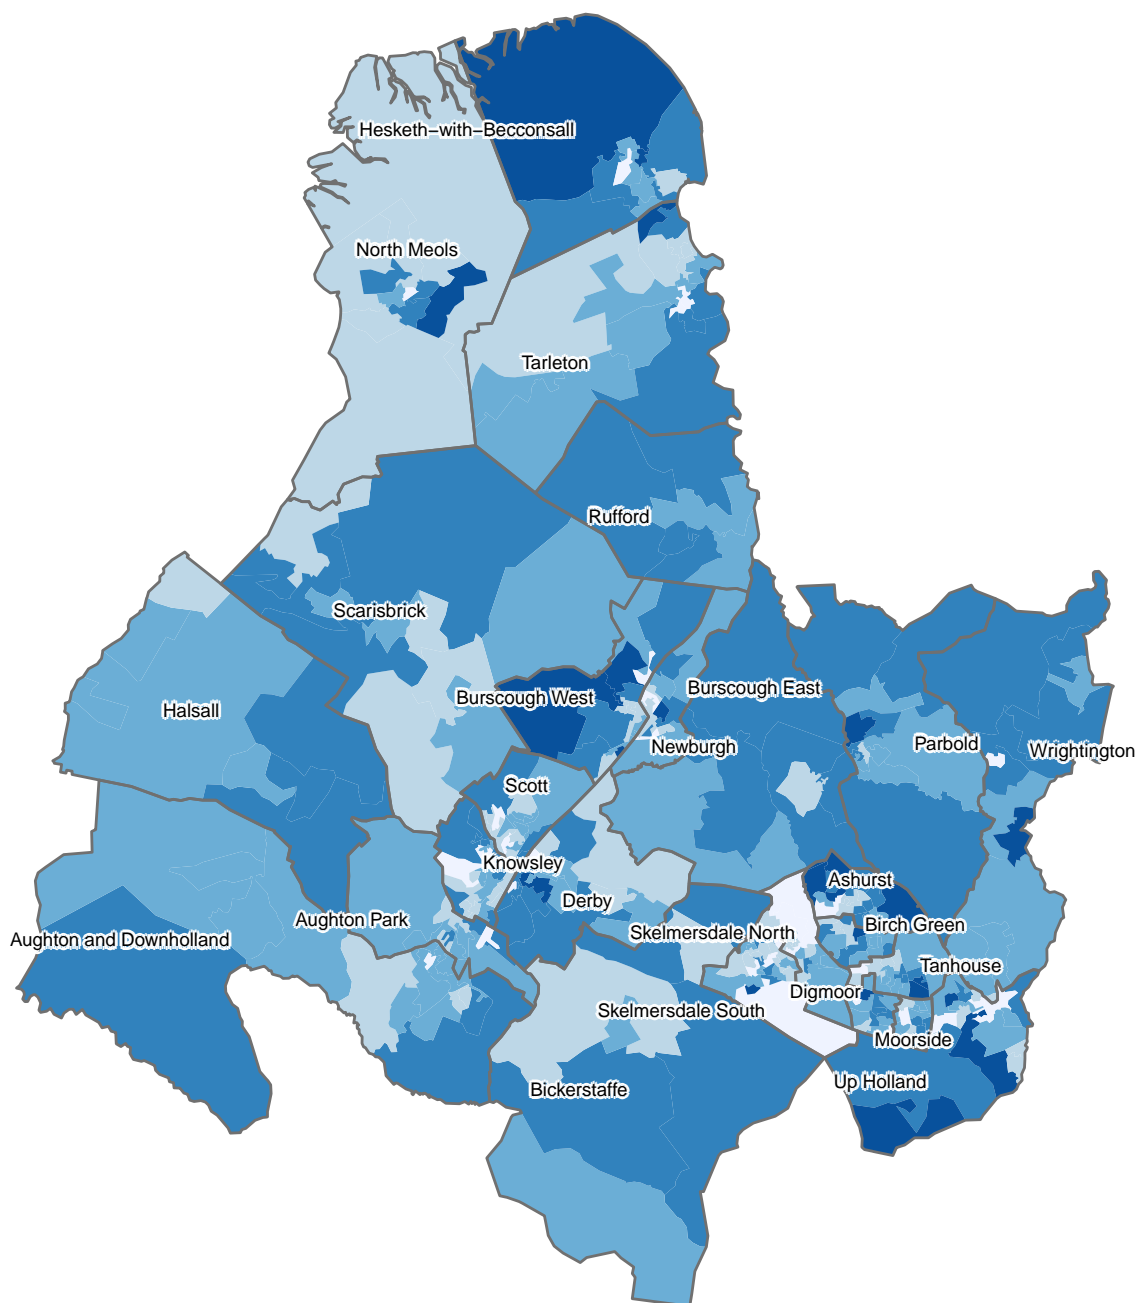 Hesketh−with−Becconsall
North Meols
Tarleton
Rufford
Scarisbrick
Burscough East
Burscough West
Halsall
Newburgh
Parbold
Wrightington
Scott
Knowsley
Ashurst
Derby
Aughton Park
Birch Green
Skelmersdale North
Aughton and Downholland
Tanhouse
Digmoor
Skelmersdale South
Moorside
Up Holland
Bickerstaffe